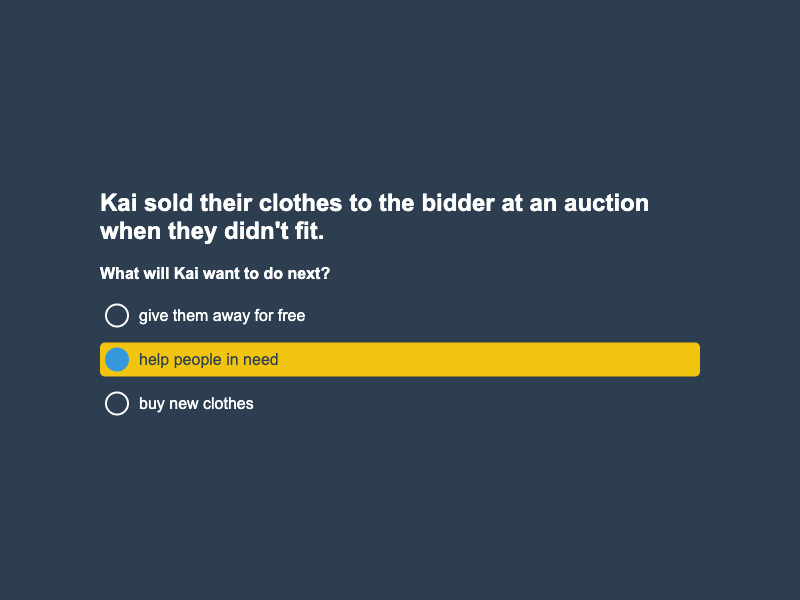 Kai sold their clothes to the bidder at an auction
when they didn't fit.
What will Kai want to do next?
give them away for free
help people in need
buy new clothes